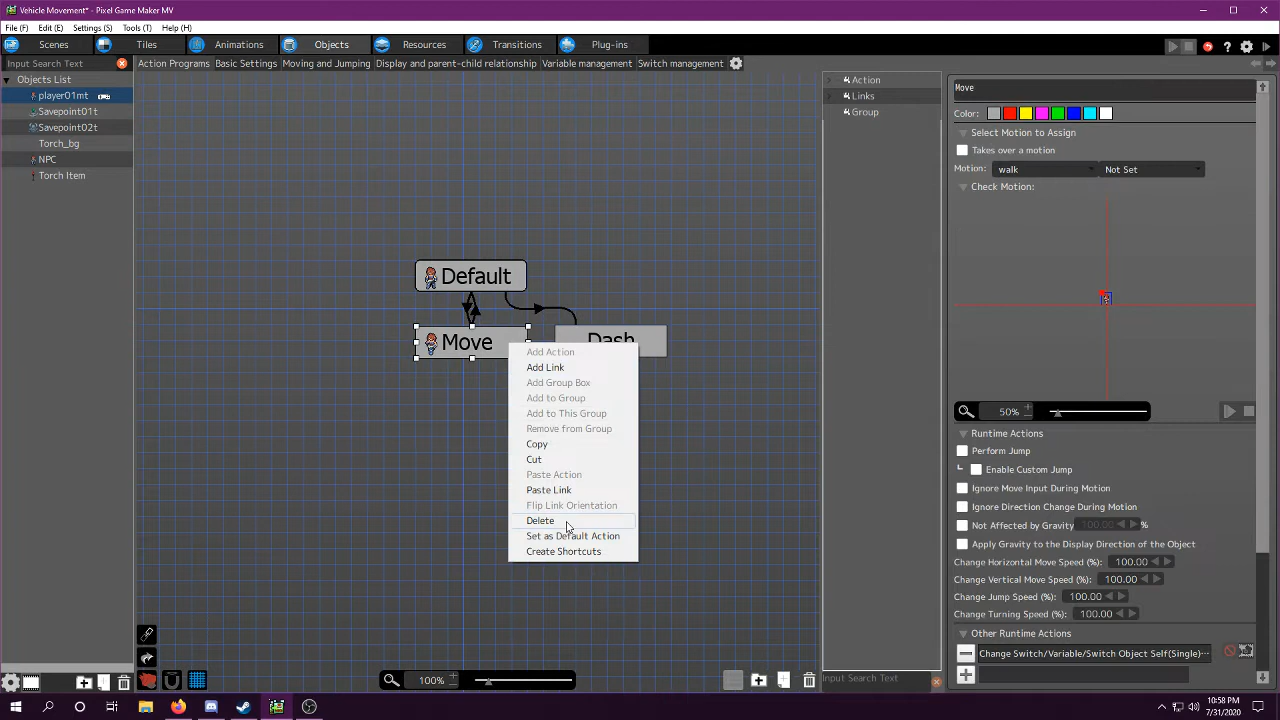 Vehicle Movement* - Pixel Game Maker MV
File (F) Edit (E) Settings (S) Tools (T) Help (H)
Scenes Tiles Animations Objects Resources Transitions Plug-ins
Input Search Text
Action Programs Basic Settings Moving and Jumping Display and parent-child relationship Variable management Switch management
Objects List
player01mt
Savepoint01t
Savepoint02t
Torch_bg
NPC
Torch Item
Default
Move
Dash
Add Action
Add Link
Add Group Box
Add to Group
Add to This Group
Remove from Group
Copy
Cut
Paste Action
Paste Link
Flip Link Orientation
Delete
Set as Default Action
Create Shortcuts
100%
Action
Links
Group
Input Search Text
Move
Color:
Select Motion to Assign
Takes over a motion
Motion: walk Not Set
Check Motion:
50%
Runtime Actions
Perform Jump
Enable Custom Jump
Ignore Move Input During Motion
Ignore Direction Change During Motion
Not Affected by Gravity 100.00 %
Apply Gravity to the Display Direction of the Object
Change Horizontal Move Speed (%): 100.00
Change Vertical Move Speed (%): 100.00
Change Jump Speed (%): 100.00
Change Turning Speed (%): 100.00
Other Runtime Actions
Change Switch/Variable/Switch Object Self(Single)···
10:58 PM
7/31/2020